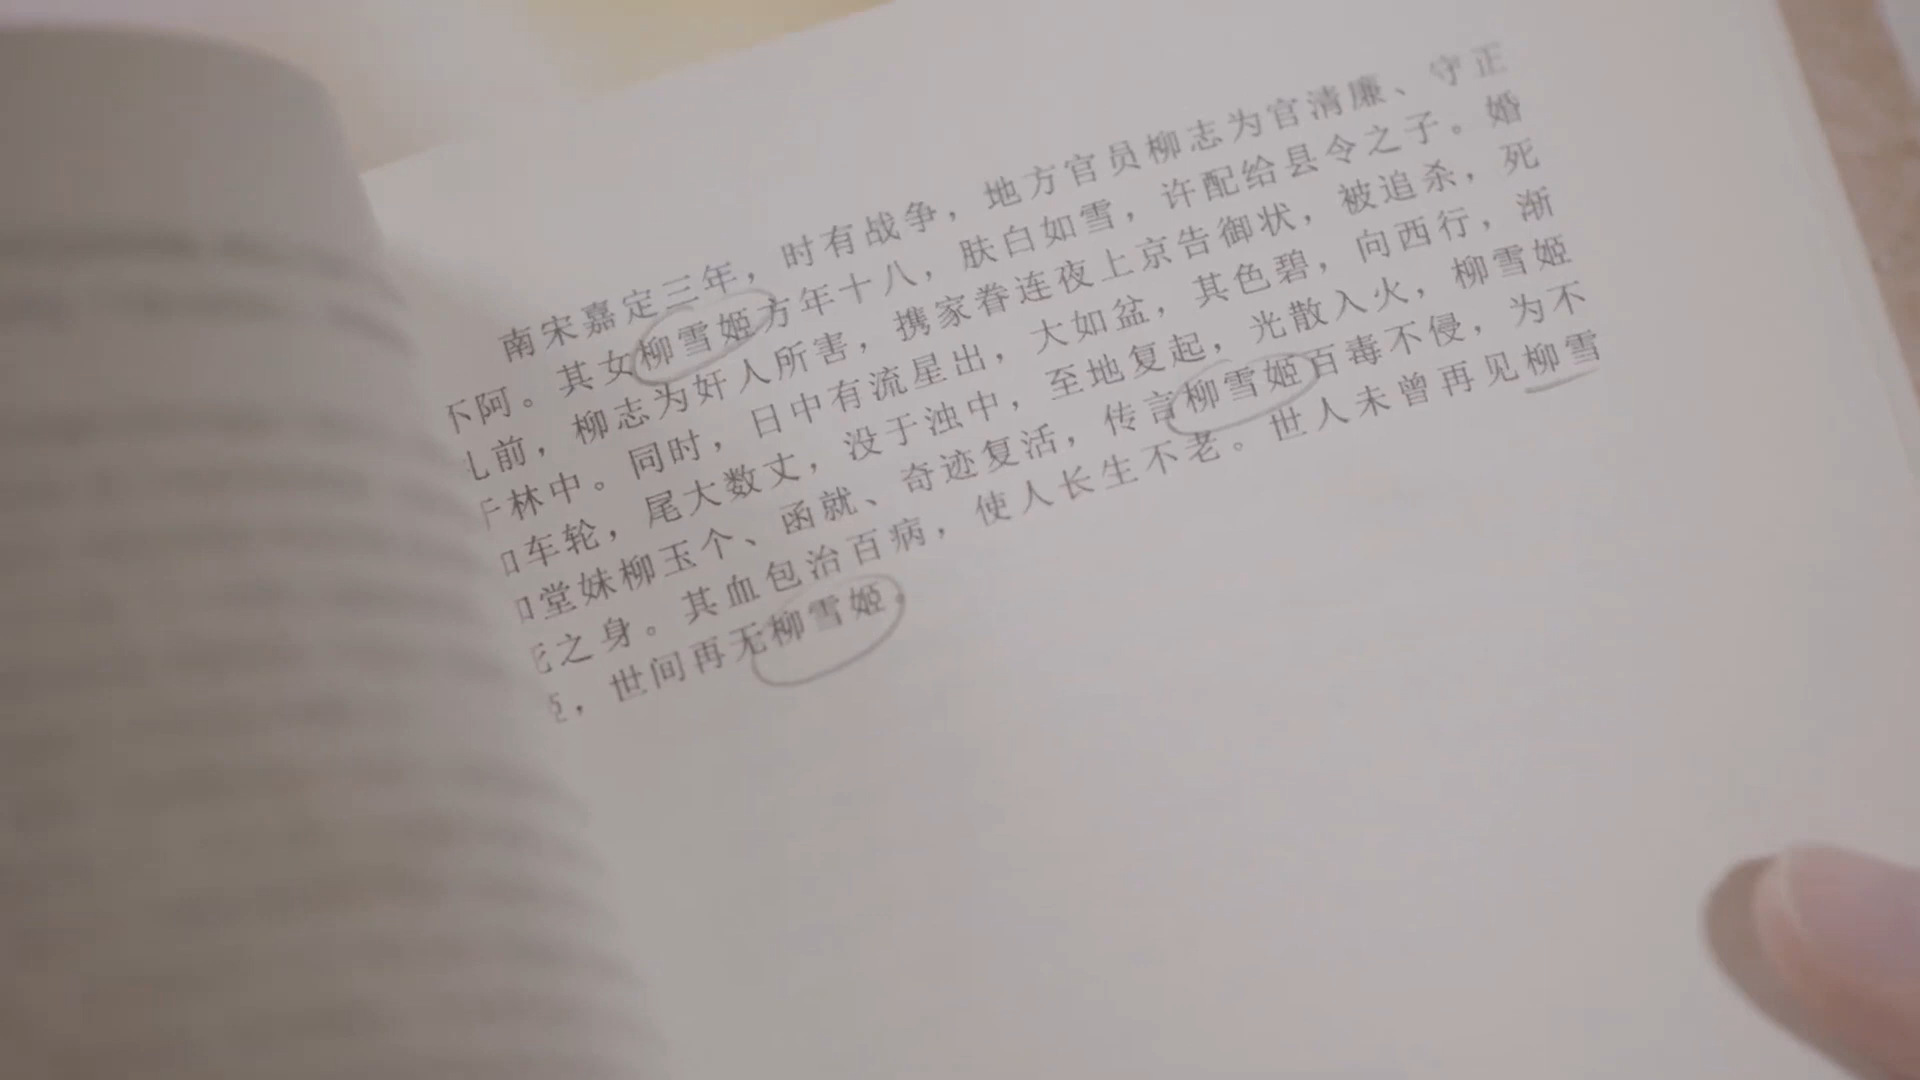 南宋嘉定三年，时有战争，地方官员柳志为官清廉、守正
不阿。其女柳雪姬方年十八，肤白如雪，许配给县令之子。婚
礼前，柳志为奸人所害，携家眷连夜上京告御状，被追杀，死
于林中。同时，日中有流星出，大如盆，其色碧，向西行，渐
如车轮，尾大数丈，没于浊中，至地复起，光散入火，柳雪姬
和堂妹柳玉个、函就、奇迹复活，传言柳雪姬百毒不侵，为不
死之身。其血包治百病，使人长生不老。世人未曾再见柳雪
姬，世间再无柳雪姬。